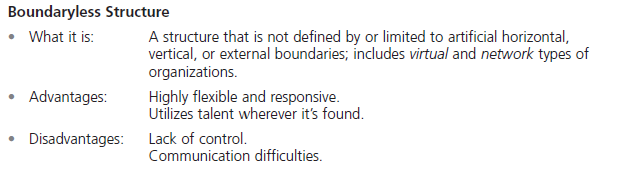 Boundaryless Structure
• What it is: A structure that is not defined by or limited to artificial horizontal,
vertical, or external boundaries; includes virtual and network types of
organizations.
• Advantages: Highly flexible and responsive.
Utilizes talent wherever it's found.
• Disadvantages: Lack of control.
Communication difficulties.